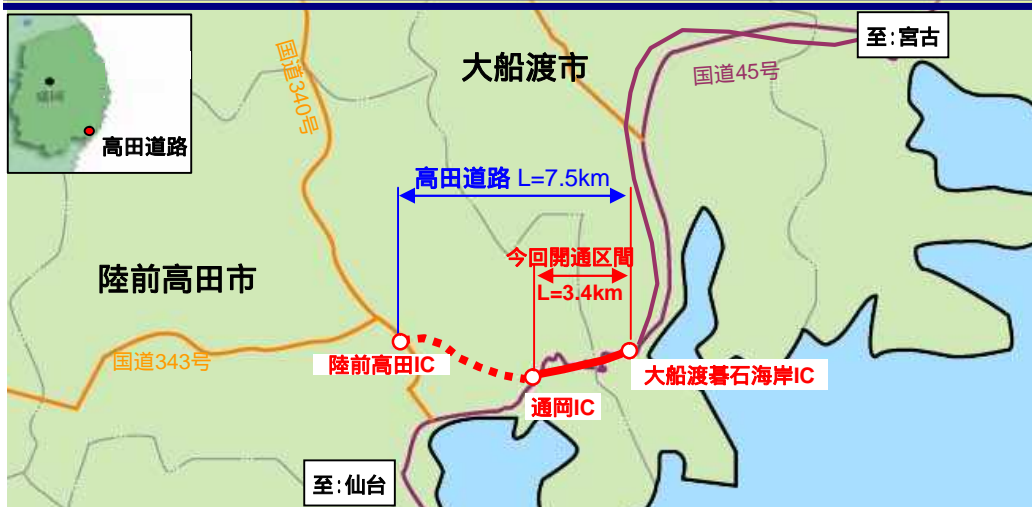 至:宮古
大船渡市
国道45号
国道340号
高田道路
高田道路 L=7.5km
今回開通区間
L=3.4km
陸前高田市
国道343号
陸前高田IC
大船渡碁石海岸IC
通岡IC
至:仙台